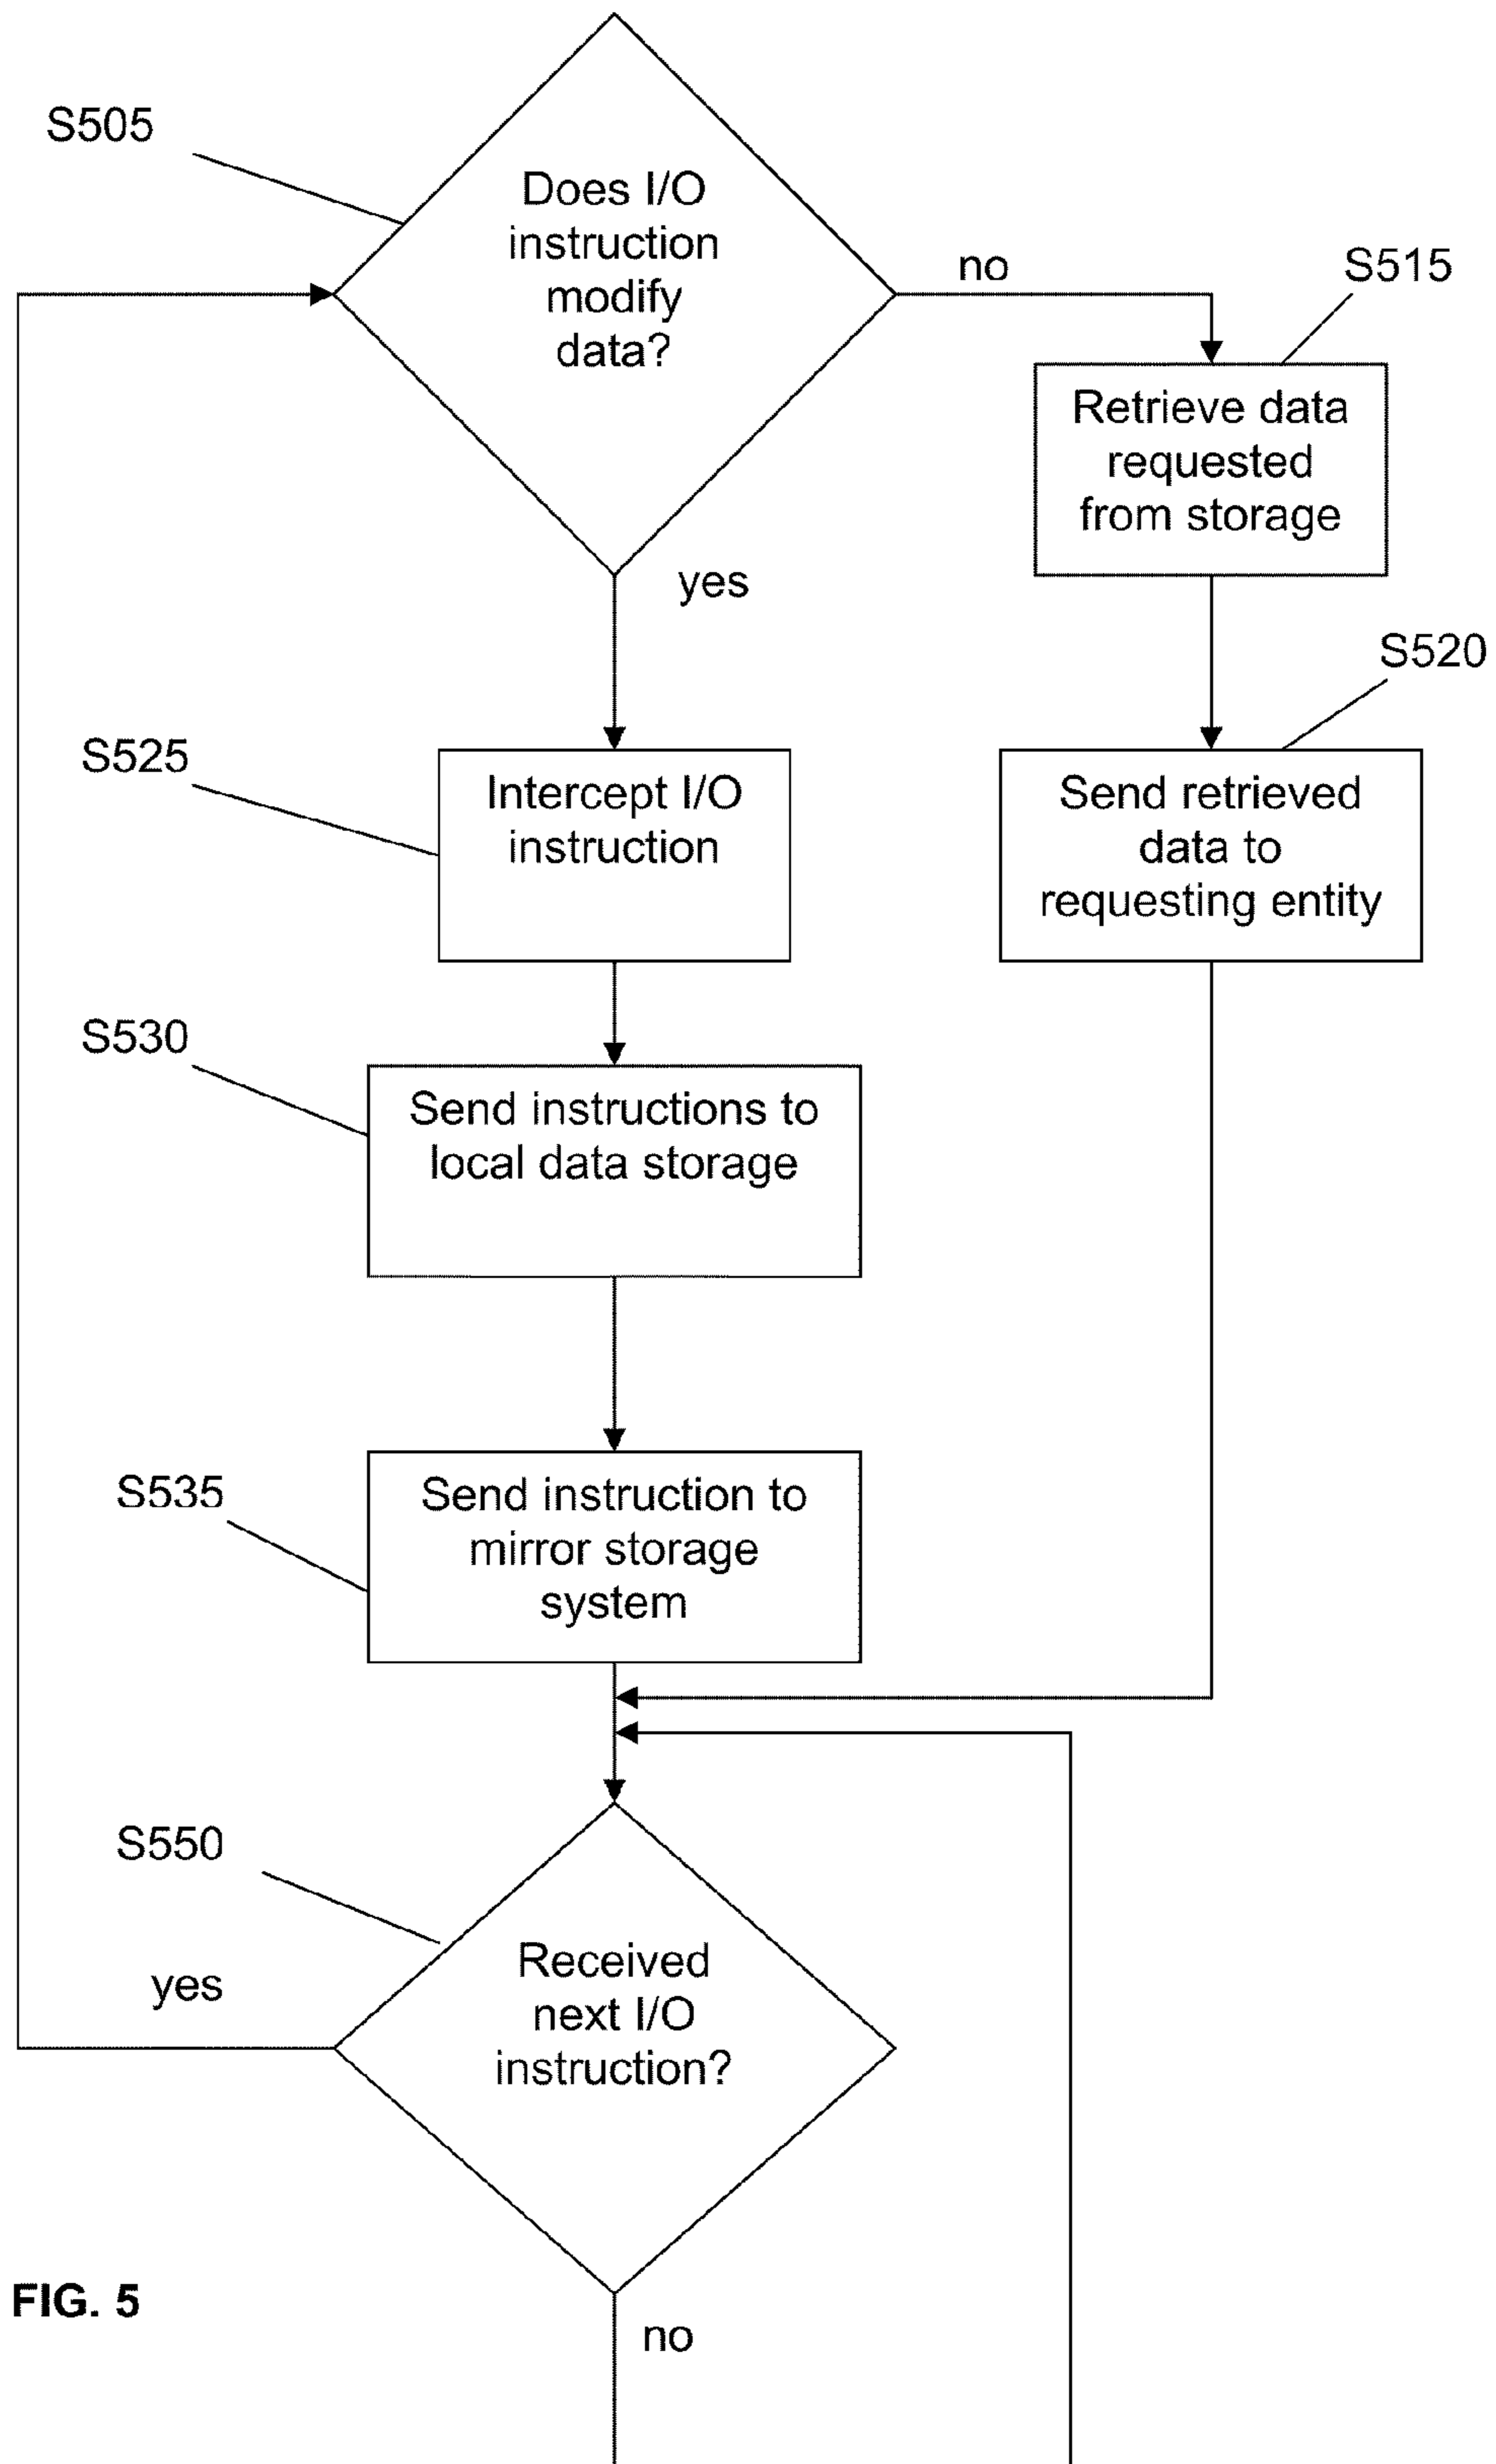 S505
Does I/O
instruction
modify
data?
no
S515
Retrieve data
requested
from storage
yes
S520
S525
Intercept I/O
instruction
Send retrieved
data to
requesting entity
S530
Send instructions to
local data storage
S535
Send instruction to
mirror storage
system
S550
yes
Received
next I/O
instruction?
FIG. 5
no